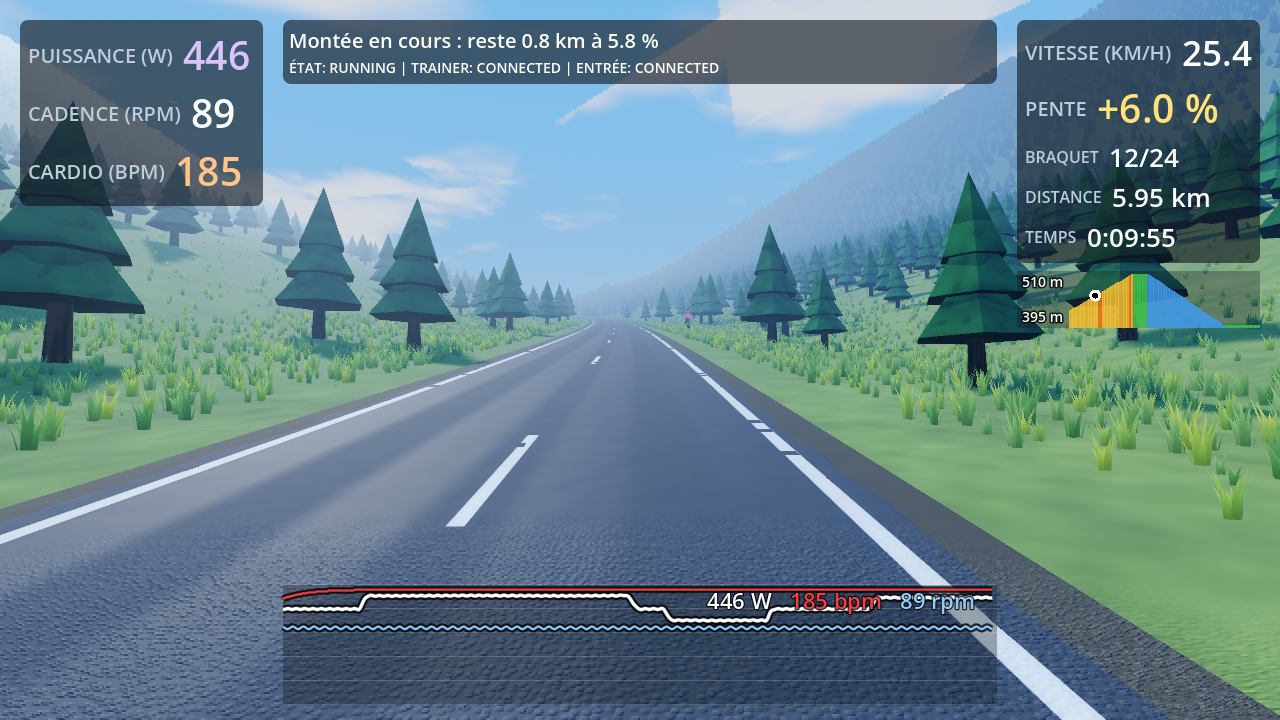 PUISSANCE (W) 446
CADENCE (RPM) 89
CARDIO (BPM) 185
Montée en cours : reste 0.8 km à 5.8 %
ÉTAT: RUNNING | TRAINER: CONNECTED | ENTRÉE: CONNECTED
VITESSE (KM/H) 25.4
PENTE +6.0 %
BRAQUET 12/24
DISTANCE 5.95 km
TEMPS 0:09:55
510 m
395 m
446 W 185 bpm 89 rpm